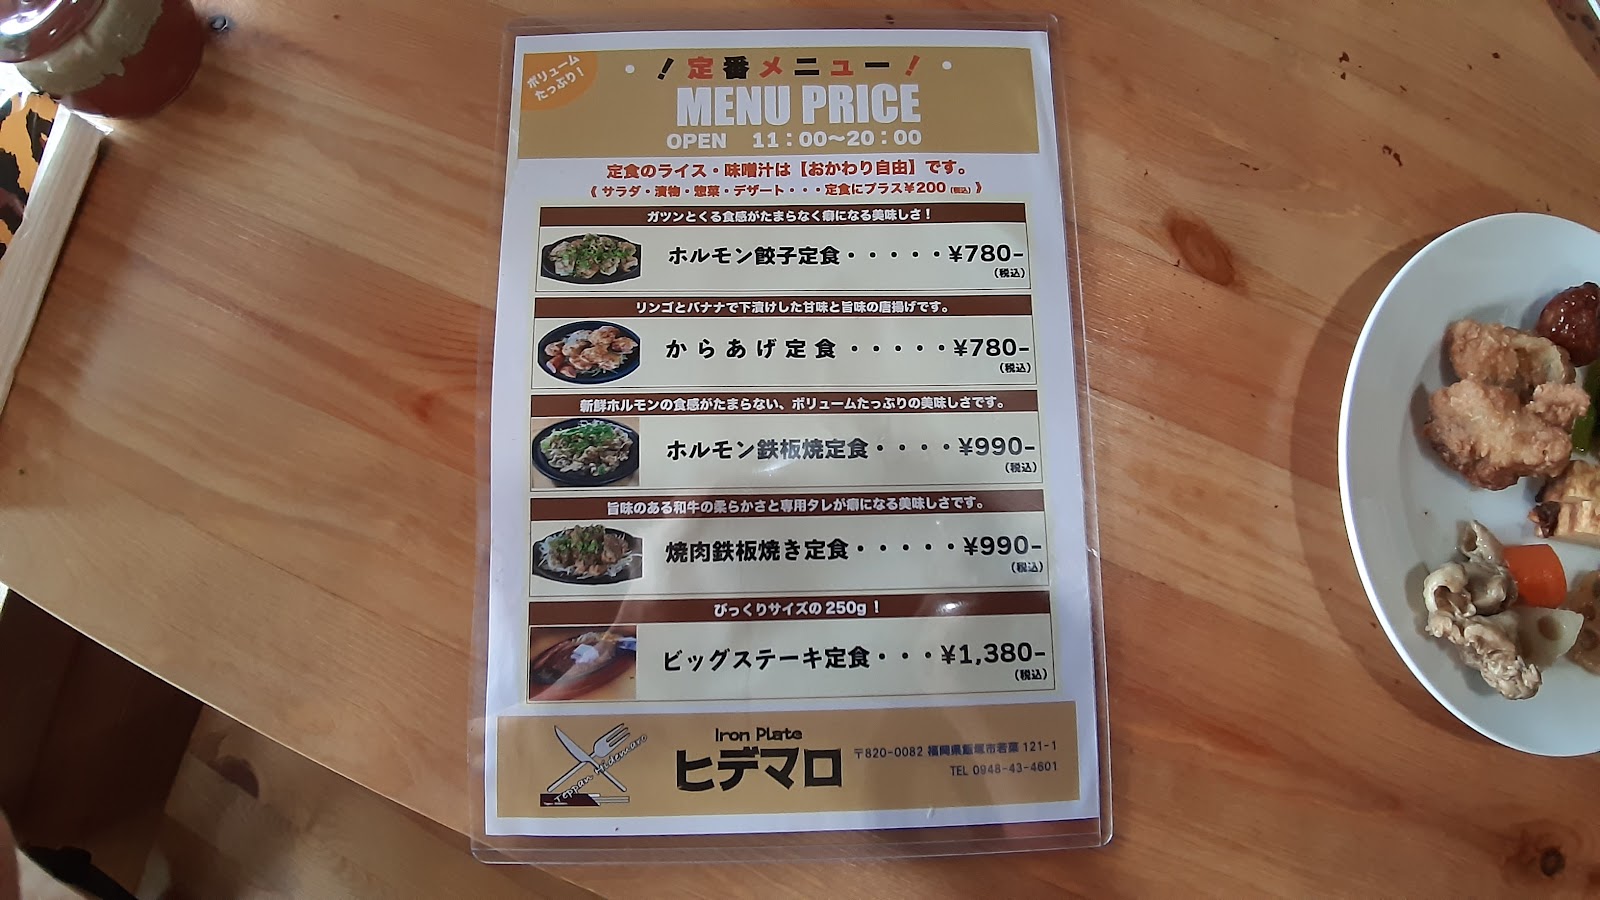 ボリューム
たっぷり！
！定番メニュー！
MENU PRICE
OPEN 11：00〜20：00
定食のライス・味噌汁は【おかわり自由】です。
《 サラダ・漬物・惣菜・デザート・・・定食にプラス¥200（税込）》
ガツンとくる食感がたまらなく癖になる美味しさ！
ホルモン餃子定食・・・・・¥780-
（税込）
リンゴとバナナで下漬けした甘味と旨味の唐揚げです。
からあげ定食・・・・・¥780-
（税込）
新鮮ホルモンの食感がたまらない、ボリュームたっぷりの美味しさです。
ホルモン鉄板焼定食・・・・¥990-
（税込）
旨味のある和牛の柔らかさと専用タレが癖になる美味しさです。
焼肉鉄板焼き定食・・・・・¥990-
（税込）
びっくりサイズの250g！
ビッグステーキ定食・・・¥1,380-
（税込）
Teppan Hidemaro
Iron Plate
ヒデマロ
〒820-0082 福岡県飯塚市若菜 121-1
TEL 0948-43-4601